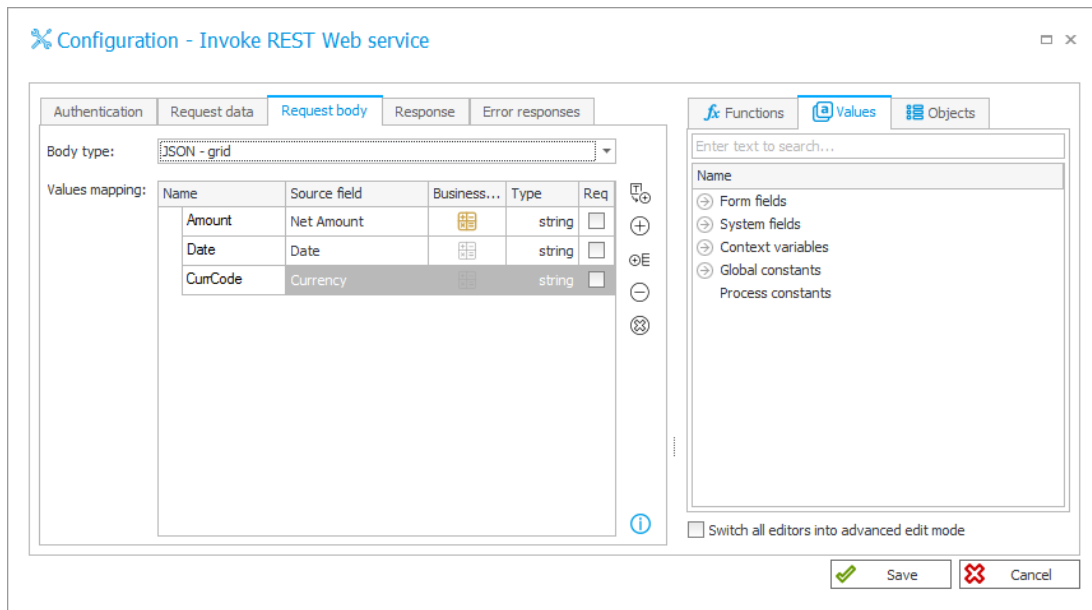 Configuration - Invoke REST Web service
Authentication Request data Request body Response Error responses
Body type: JSON - grid
Values mapping:
Name Source field Business... Type Req
Amount Net Amount string
Date Date string
CurrCode Currency string
fx Functions Values Objects
Enter text to search...
Name
Form fields
System fields
Context variables
Global constants
Process constants
Switch all editors into advanced edit mode
Save Cancel